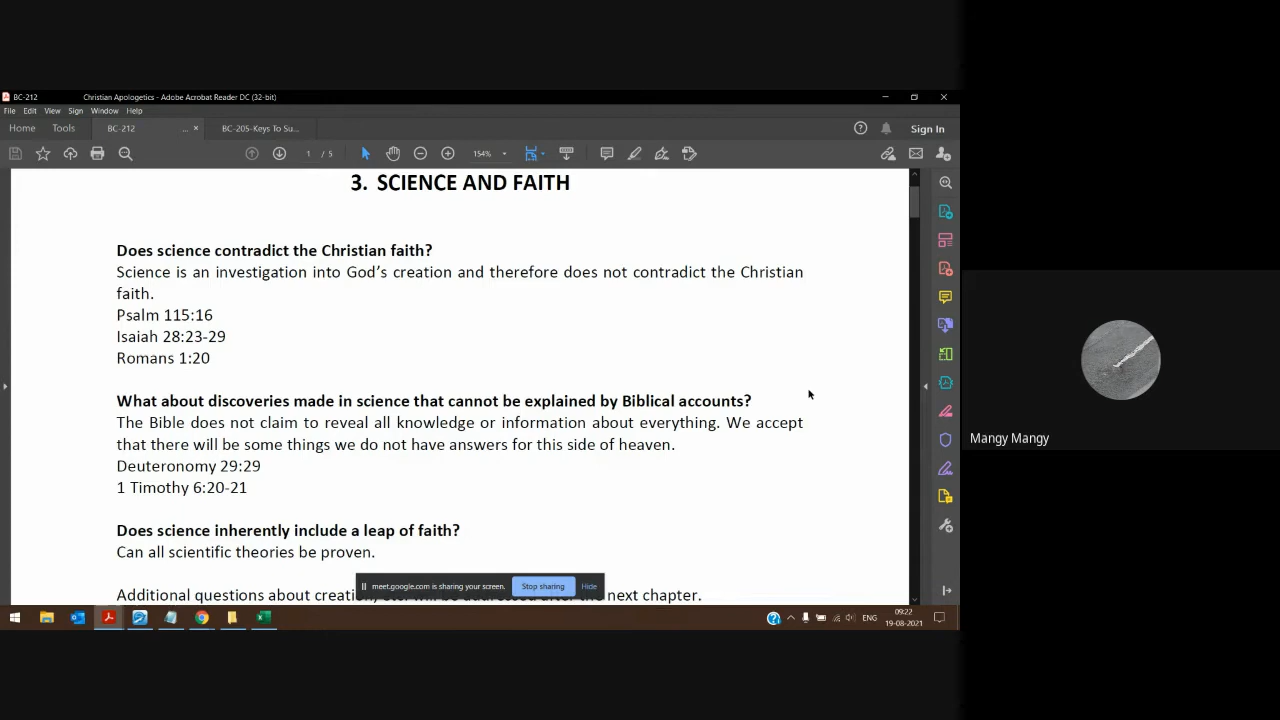 BC-212 Christian Apologetics - Adobe Acrobat Reader DC (32-bit)
File Edit View Sign Window Help
Home Tools BC-212 ... × BC-205-Keys To Su... Sign In
1 / 5 154%
3. SCIENCE AND FAITH
Does science contradict the Christian faith?
Science is an investigation into God's creation and therefore does not contradict the Christian
faith.
Psalm 115:16
Isaiah 28:23-29
Romans 1:20
What about discoveries made in science that cannot be explained by Biblical accounts?
The Bible does not claim to reveal all knowledge or information about everything. We accept
that there will be some things we do not have answers for this side of heaven.
Deuteronomy 29:29
1 Timothy 6:20-21
Does science inherently include a leap of faith?
Can all scientific theories be proven.
meet.google.com is sharing your screen. Stop sharing Hide
Additional questions about creation, will be addressed after the next chapter.
ENG 09:22
19-08-2021
Mangy Mangy